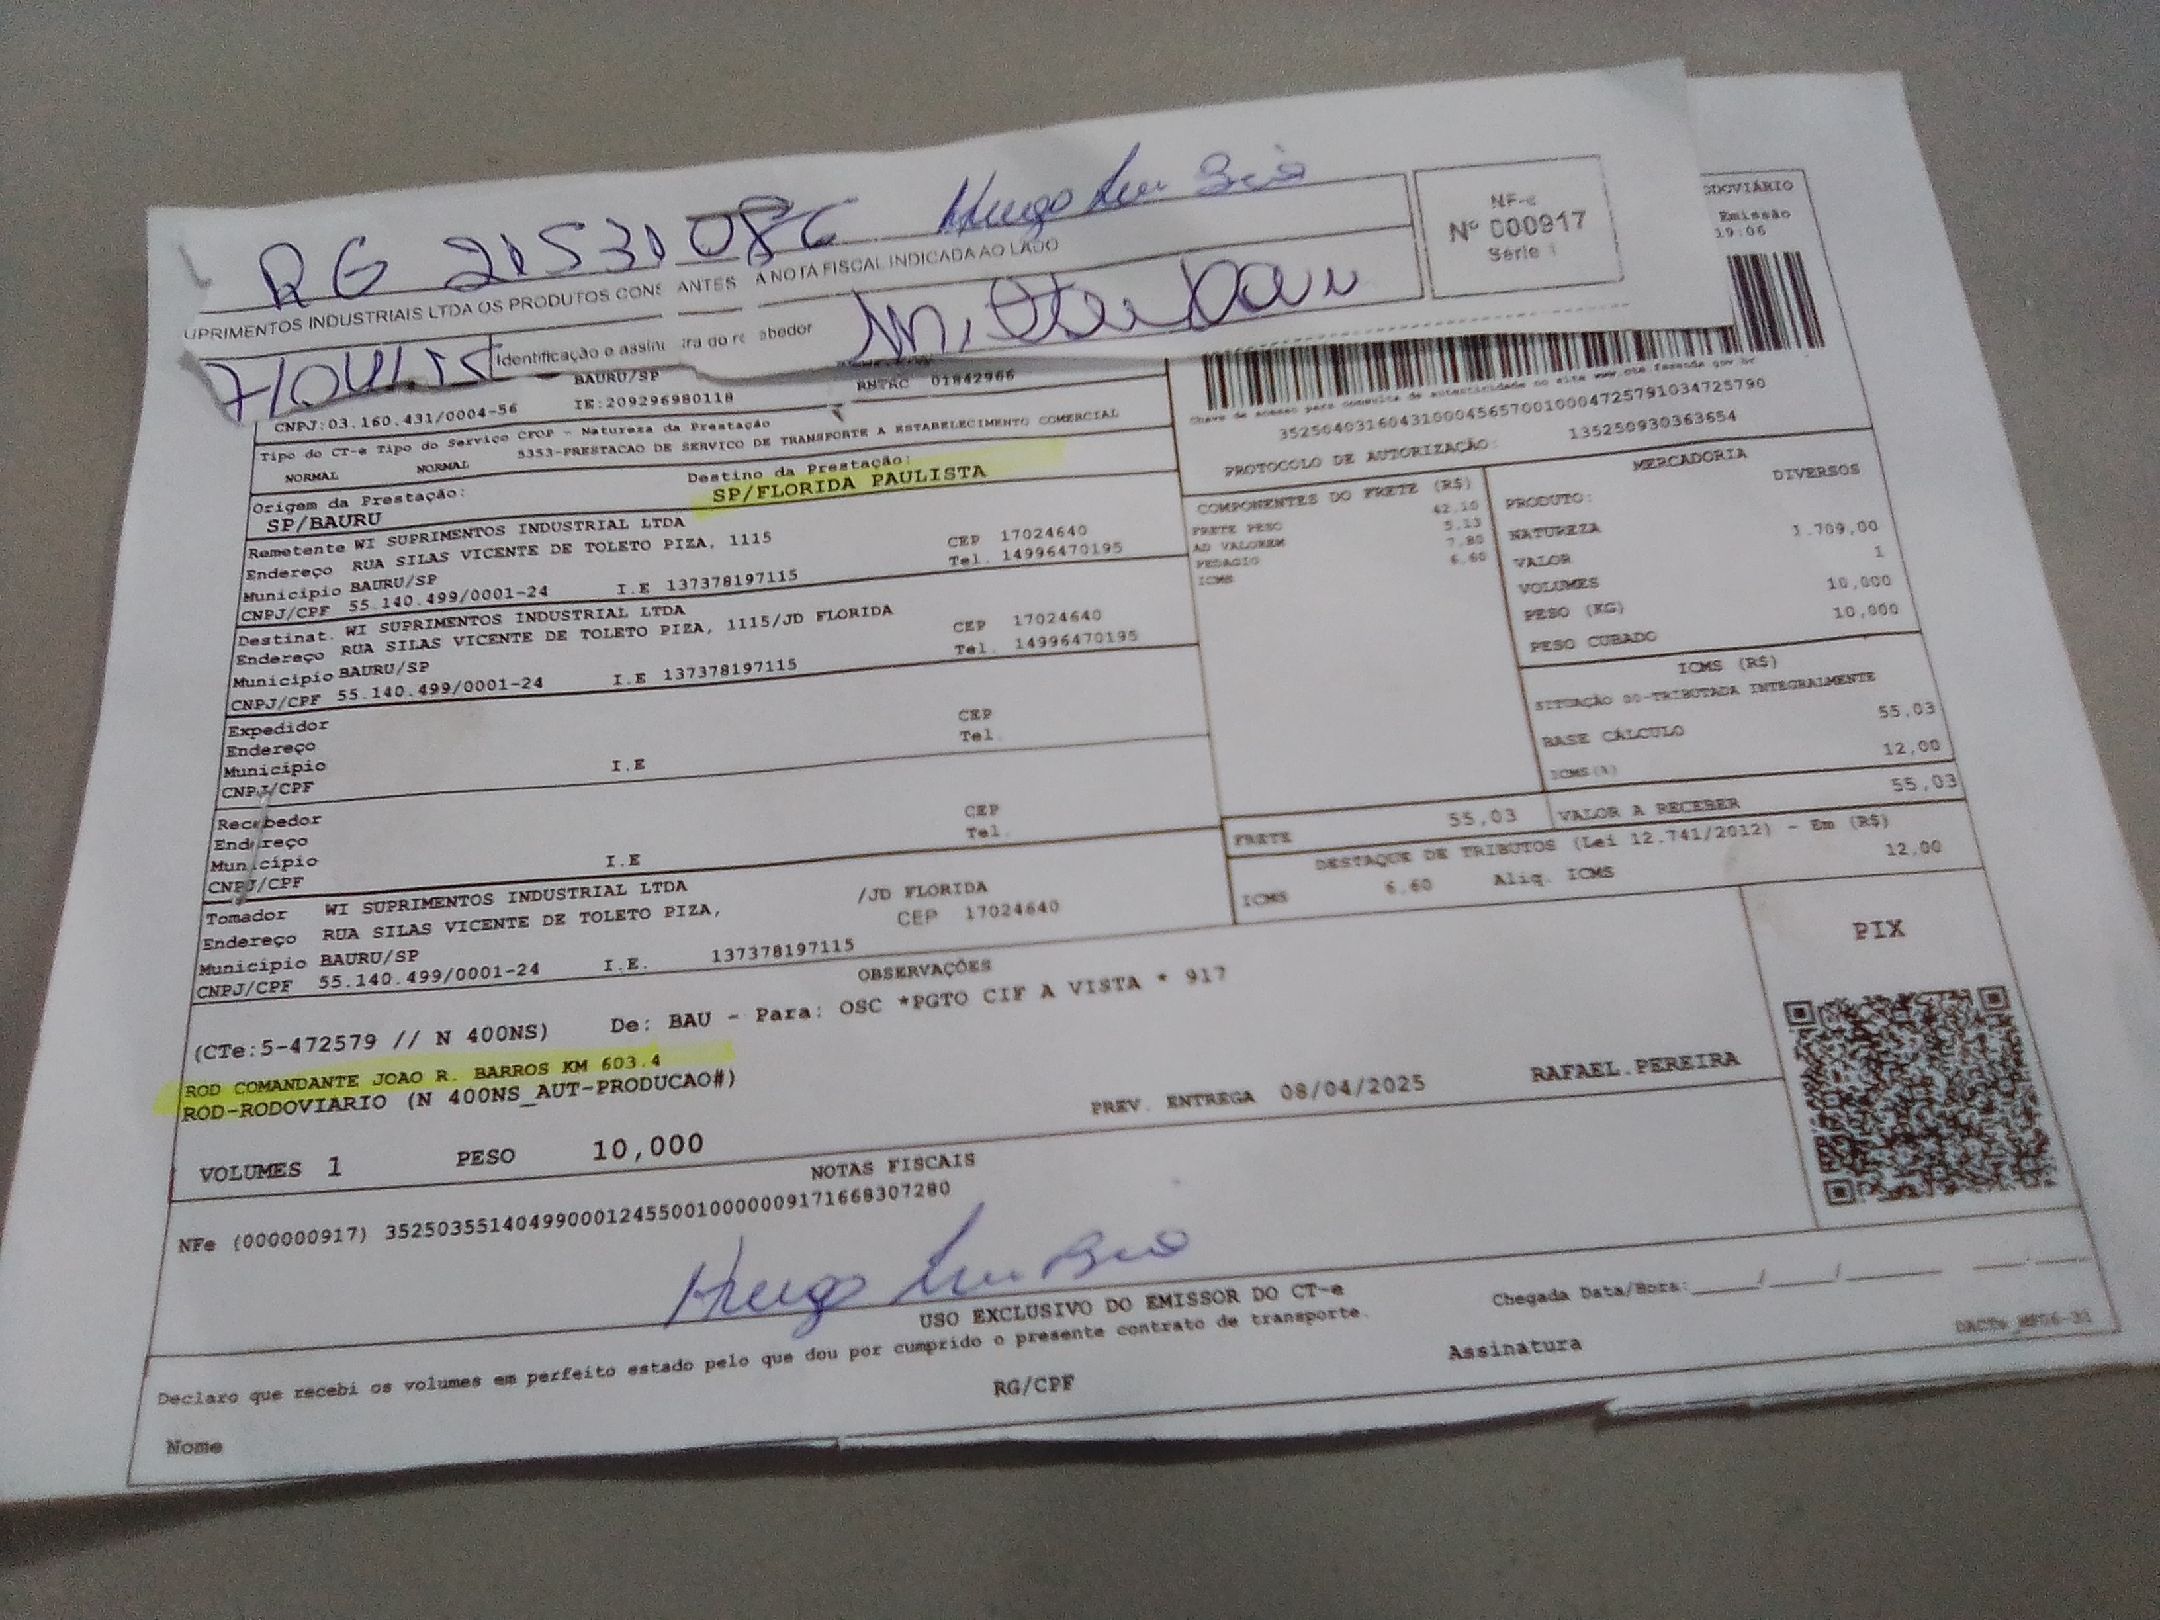 RG 20530086
UPRIMENTOS INDUSTRIAIS LTDA OS PRODUTOS CONS ANTES A NOTA FISCAL INDICADA AO LADO
Identificação e assin ra do re ebedor
NF-e
Nº 000917
Série 1
ODOVIÁRIO
Emissão
19:06
BAURU/SP
RNTRC 01842966
CNPJ:03.160.431/0004-56 IE:209296980118
Chave de acesso para consulta de autenticidade no site www.cte.fazenda.gov.br
35250403160431000456570010004725791034725790
PROTOCOLO DE AUTORIZAÇÃO: 135250930363654
Tipo do CT-e Tipo do Serviço CFOP - Natureza da Prestação
NORMAL NORMAL 5353-PRESTACAO DE SERVICO DE TRANSPORTE A ESTABELECIMENTO COMERCIAL
Origem da Prestação: Destino da Prestação:
SP/BAURU SP/FLORIDA PAULISTA
Remetente WI SUPRIMENTOS INDUSTRIAL LTDA
Endereço RUA SILAS VICENTE DE TOLETO PIZA, 1115 CEP 17024640
Município BAURU/SP Tel. 14996470195
CNPJ/CPF 55.140.499/0001-24 I.E 137378197115
Destinat. WI SUPRIMENTOS INDUSTRIAL LTDA
Endereço RUA SILAS VICENTE DE TOLETO PIZA, 1115/JD FLORIDA CEP 17024640
Município BAURU/SP Tel. 14996470195
CNPJ/CPF 55.140.499/0001-24 I.E 137378197115
Expedidor CEP
Endereço Tel.
Município I.E
CNPJ/CPF
Recebedor CEP
Endereço Tel.
Município I.E
CNPJ/CPF
Tomador WI SUPRIMENTOS INDUSTRIAL LTDA
Endereço RUA SILAS VICENTE DE TOLETO PIZA, /JD FLORIDA
Município BAURU/SP CEP 17024640
CNPJ/CPF 55.140.499/0001-24 I.E. 137378197115
COMPONENTES DO FRETE (R$)
FRETE PESO 42,10
AD VALOREM 5,13
PEDAGIO 7,80
ICMS 6,60
MERCADORIA
PRODUTO: DIVERSOS
NATUREZA
VALOR 1.709,00
VOLUMES 1
PESO (KG) 10,000
PESO CUBADO 10,000
ICMS (R$)
SITUAÇÃO 00-TRIBUTADA INTEGRALMENTE
BASE CÁLCULO 55,03
ICMS(%) 12,00
FRETE 55,03 VALOR A RECEBER 55,03
DESTAQUE DE TRIBUTOS (Lei 12.741/2012) - Em (R$)
ICMS 6,60 Aliq. ICMS 12,00
OBSERVAÇÕES
(CTe:5-472579 // N 400NS) De: BAU - Para: OSC *PGTO CIF A VISTA * 917
ROD COMANDANTE JOAO R. BARROS KM 603.4
ROD-RODOVIARIO (N 400NS_AUT-PRODUCAO#)
PREV. ENTREGA 08/04/2025 RAFAEL.PEREIRA
VOLUMES 1 PESO 10,000
PIX
NOTAS FISCAIS
NFe (000000917) 35250355140499000124550010000009171668307280
USO EXCLUSIVO DO EMISSOR DO CT-e
Declaro que recebi os volumes em perfeito estado pelo que dou por cumprido o presente contrato de transporte.
Chegada Data/Hora:____/____/____ __:__
Nome RG/CPF Assinatura